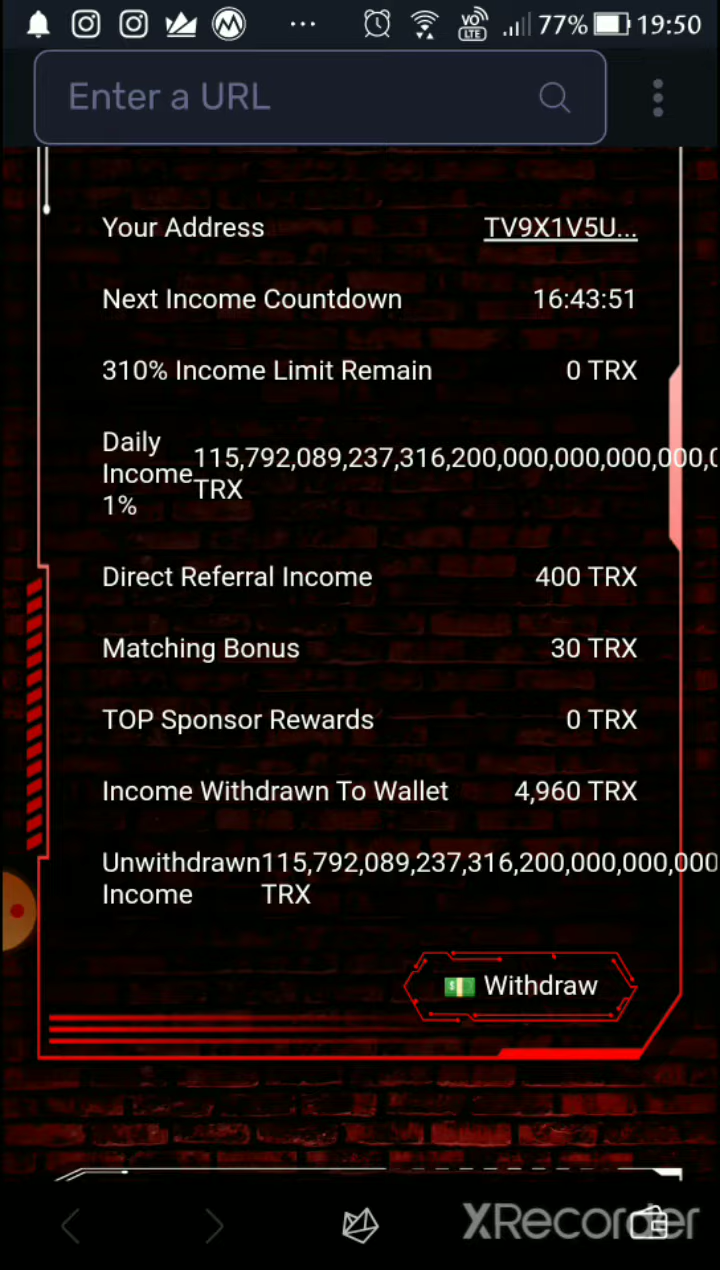 77% 19:50
VO
LTE
Enter a URL
Your Address TV9X1V5U...
Next Income Countdown 16:43:51
310% Income Limit Remain 0 TRX
Daily
Income 115,792,089,237,316,200,000,000,000,000,0
TRX
1%
Direct Referral Income 400 TRX
Matching Bonus 30 TRX
TOP Sponsor Rewards 0 TRX
Income Withdrawn To Wallet 4,960 TRX
Unwithdrawn 115,792,089,237,316,200,000,000,000
Income TRX
Withdraw
XRecorder